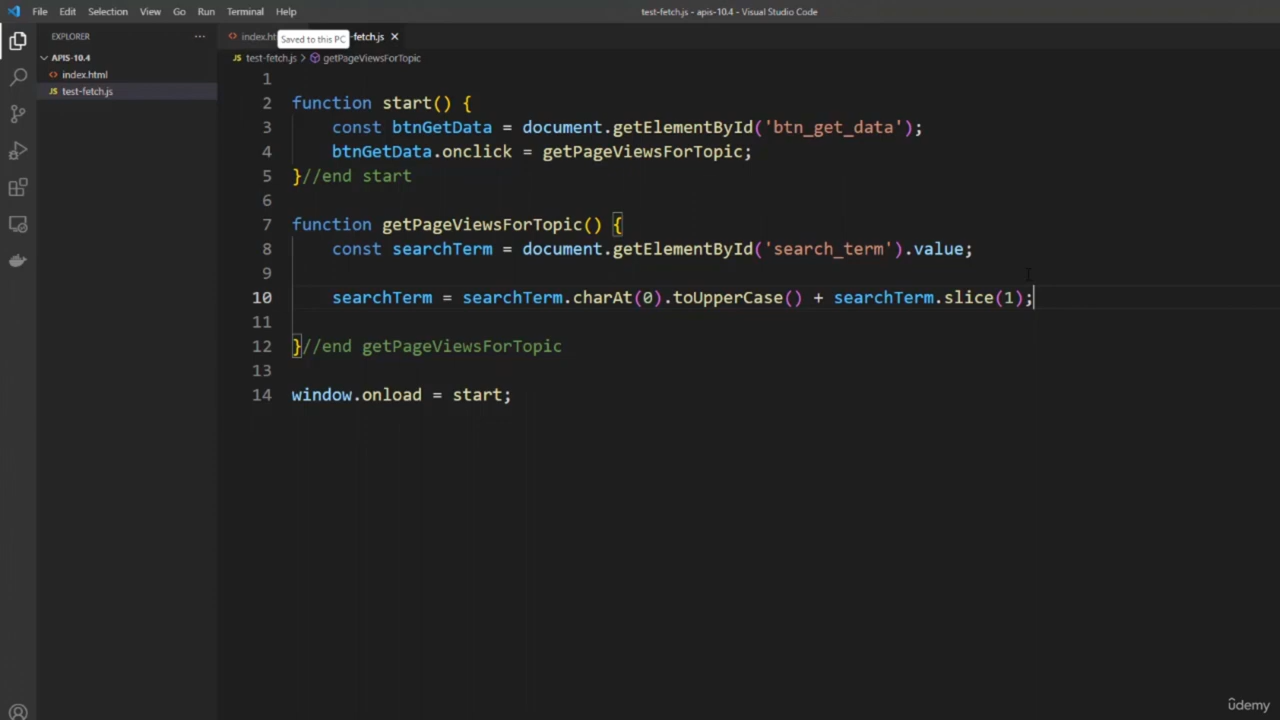 File Edit Selection View Go Run Terminal Help
test-fetch.js - apis-10.4 - Visual Studio Code
EXPLORER
APIS-10.4
index.html
test-fetch.js
index.ht
Saved to this PC
-fetch.js
test-fetch.js > getPageViewsForTopic
1
2 function start() {
3 const btnGetData = document.getElementById('btn_get_data');
4 btnGetData.onclick = getPageViewsForTopic;
5 }//end start
6
7 function getPageViewsForTopic() {
8 const searchTerm = document.getElementById('search_term').value;
9
10 searchTerm = searchTerm.charAt(0).toUpperCase() + searchTerm.slice(1);
11
12 }//end getPageViewsForTopic
13
14 window.onload = start;
ûdemy